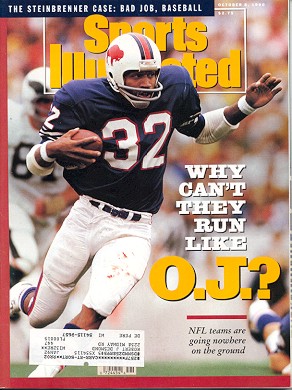 THE STEINBRENNER CASE: BAD JOB, BASEBALL
Sports
Illustrated
32
WHY
CAN'T
THEY
RUN
LIKE
O.J.?
NFL teams are
going nowhere
on the ground